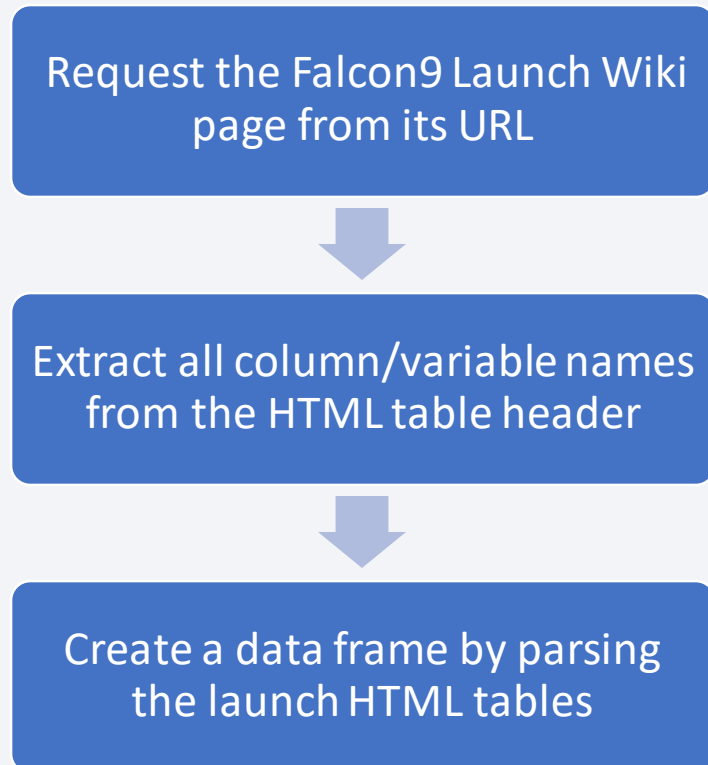 Request the Falcon9 Launch Wiki
page from its URL
Extract all column/variable names
from the HTML table header
Create a data frame by parsing
the launch HTML tables